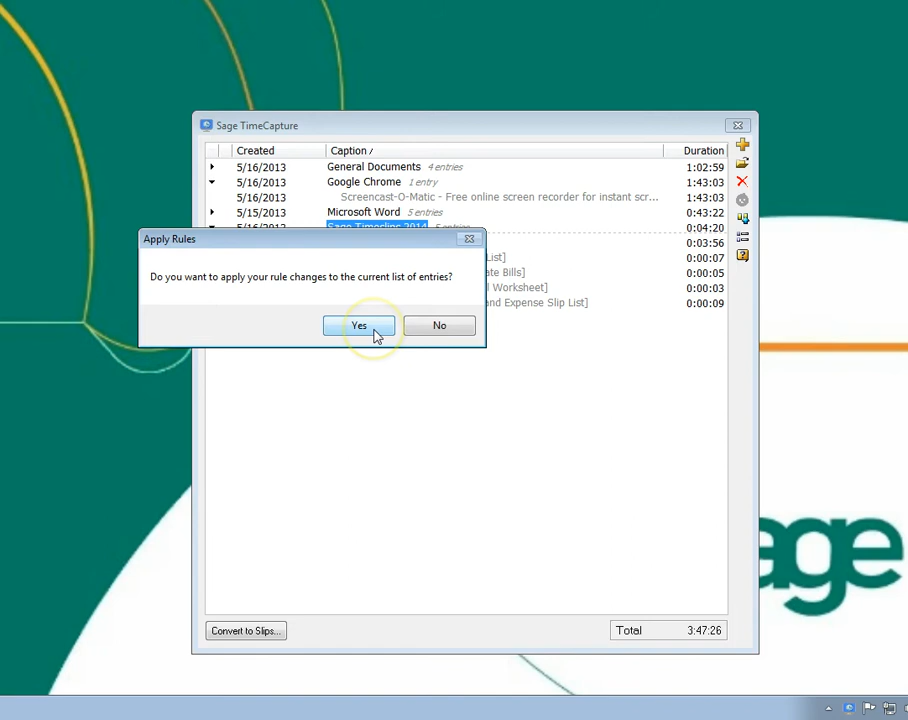 Sage TimeCapture
Created Caption / Duration
5/16/2013 General Documents 4 entries 1:02:59
5/16/2013 Google Chrome 1 entry 1:43:03
5/16/2013 Screencast-O-Matic - Free online screen recorder for instant scr... 1:43:03
5/15/2013 Microsoft Word 5 entries 0:43:22
5/16/2013 Sage Timeslips 2014 5 entries 0:04:20
Apply Rules
0:03:56
List] 0:00:07
ate Bills] 0:00:05
l Worksheet] 0:00:03
and Expense Slip List] 0:00:09
Do you want to apply your rule changes to the current list of entries?
Yes No
Convert to Slips... Total 3:47:26
age